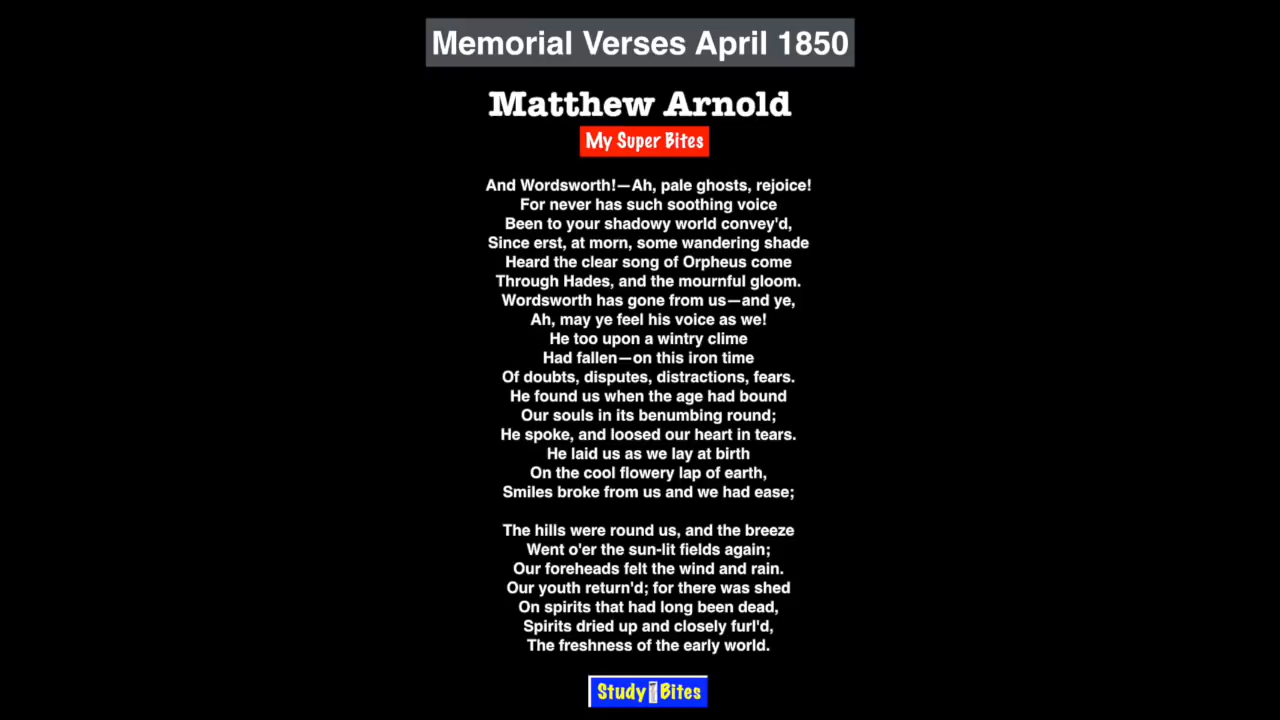 Memorial Verses April 1850
Matthew Arnold
My Super Bites
And Wordsworth!—Ah, pale ghosts, rejoice!
For never has such soothing voice
Been to your shadowy world convey'd,
Since erst, at morn, some wandering shade
Heard the clear song of Orpheus come
Through Hades, and the mournful gloom.
Wordsworth has gone from us—and ye,
Ah, may ye feel his voice as we!
He too upon a wintry clime
Had fallen—on this iron time
Of doubts, disputes, distractions, fears.
He found us when the age had bound
Our souls in its benumbing round;
He spoke, and loosed our heart in tears.
He laid us as we lay at birth
On the cool flowery lap of earth,
Smiles broke from us and we had ease;
The hills were round us, and the breeze
Went o'er the sun-lit fields again;
Our foreheads felt the wind and rain.
Our youth return'd; for there was shed
On spirits that had long been dead,
Spirits dried up and closely furl'd,
The freshness of the early world.
Study Bites